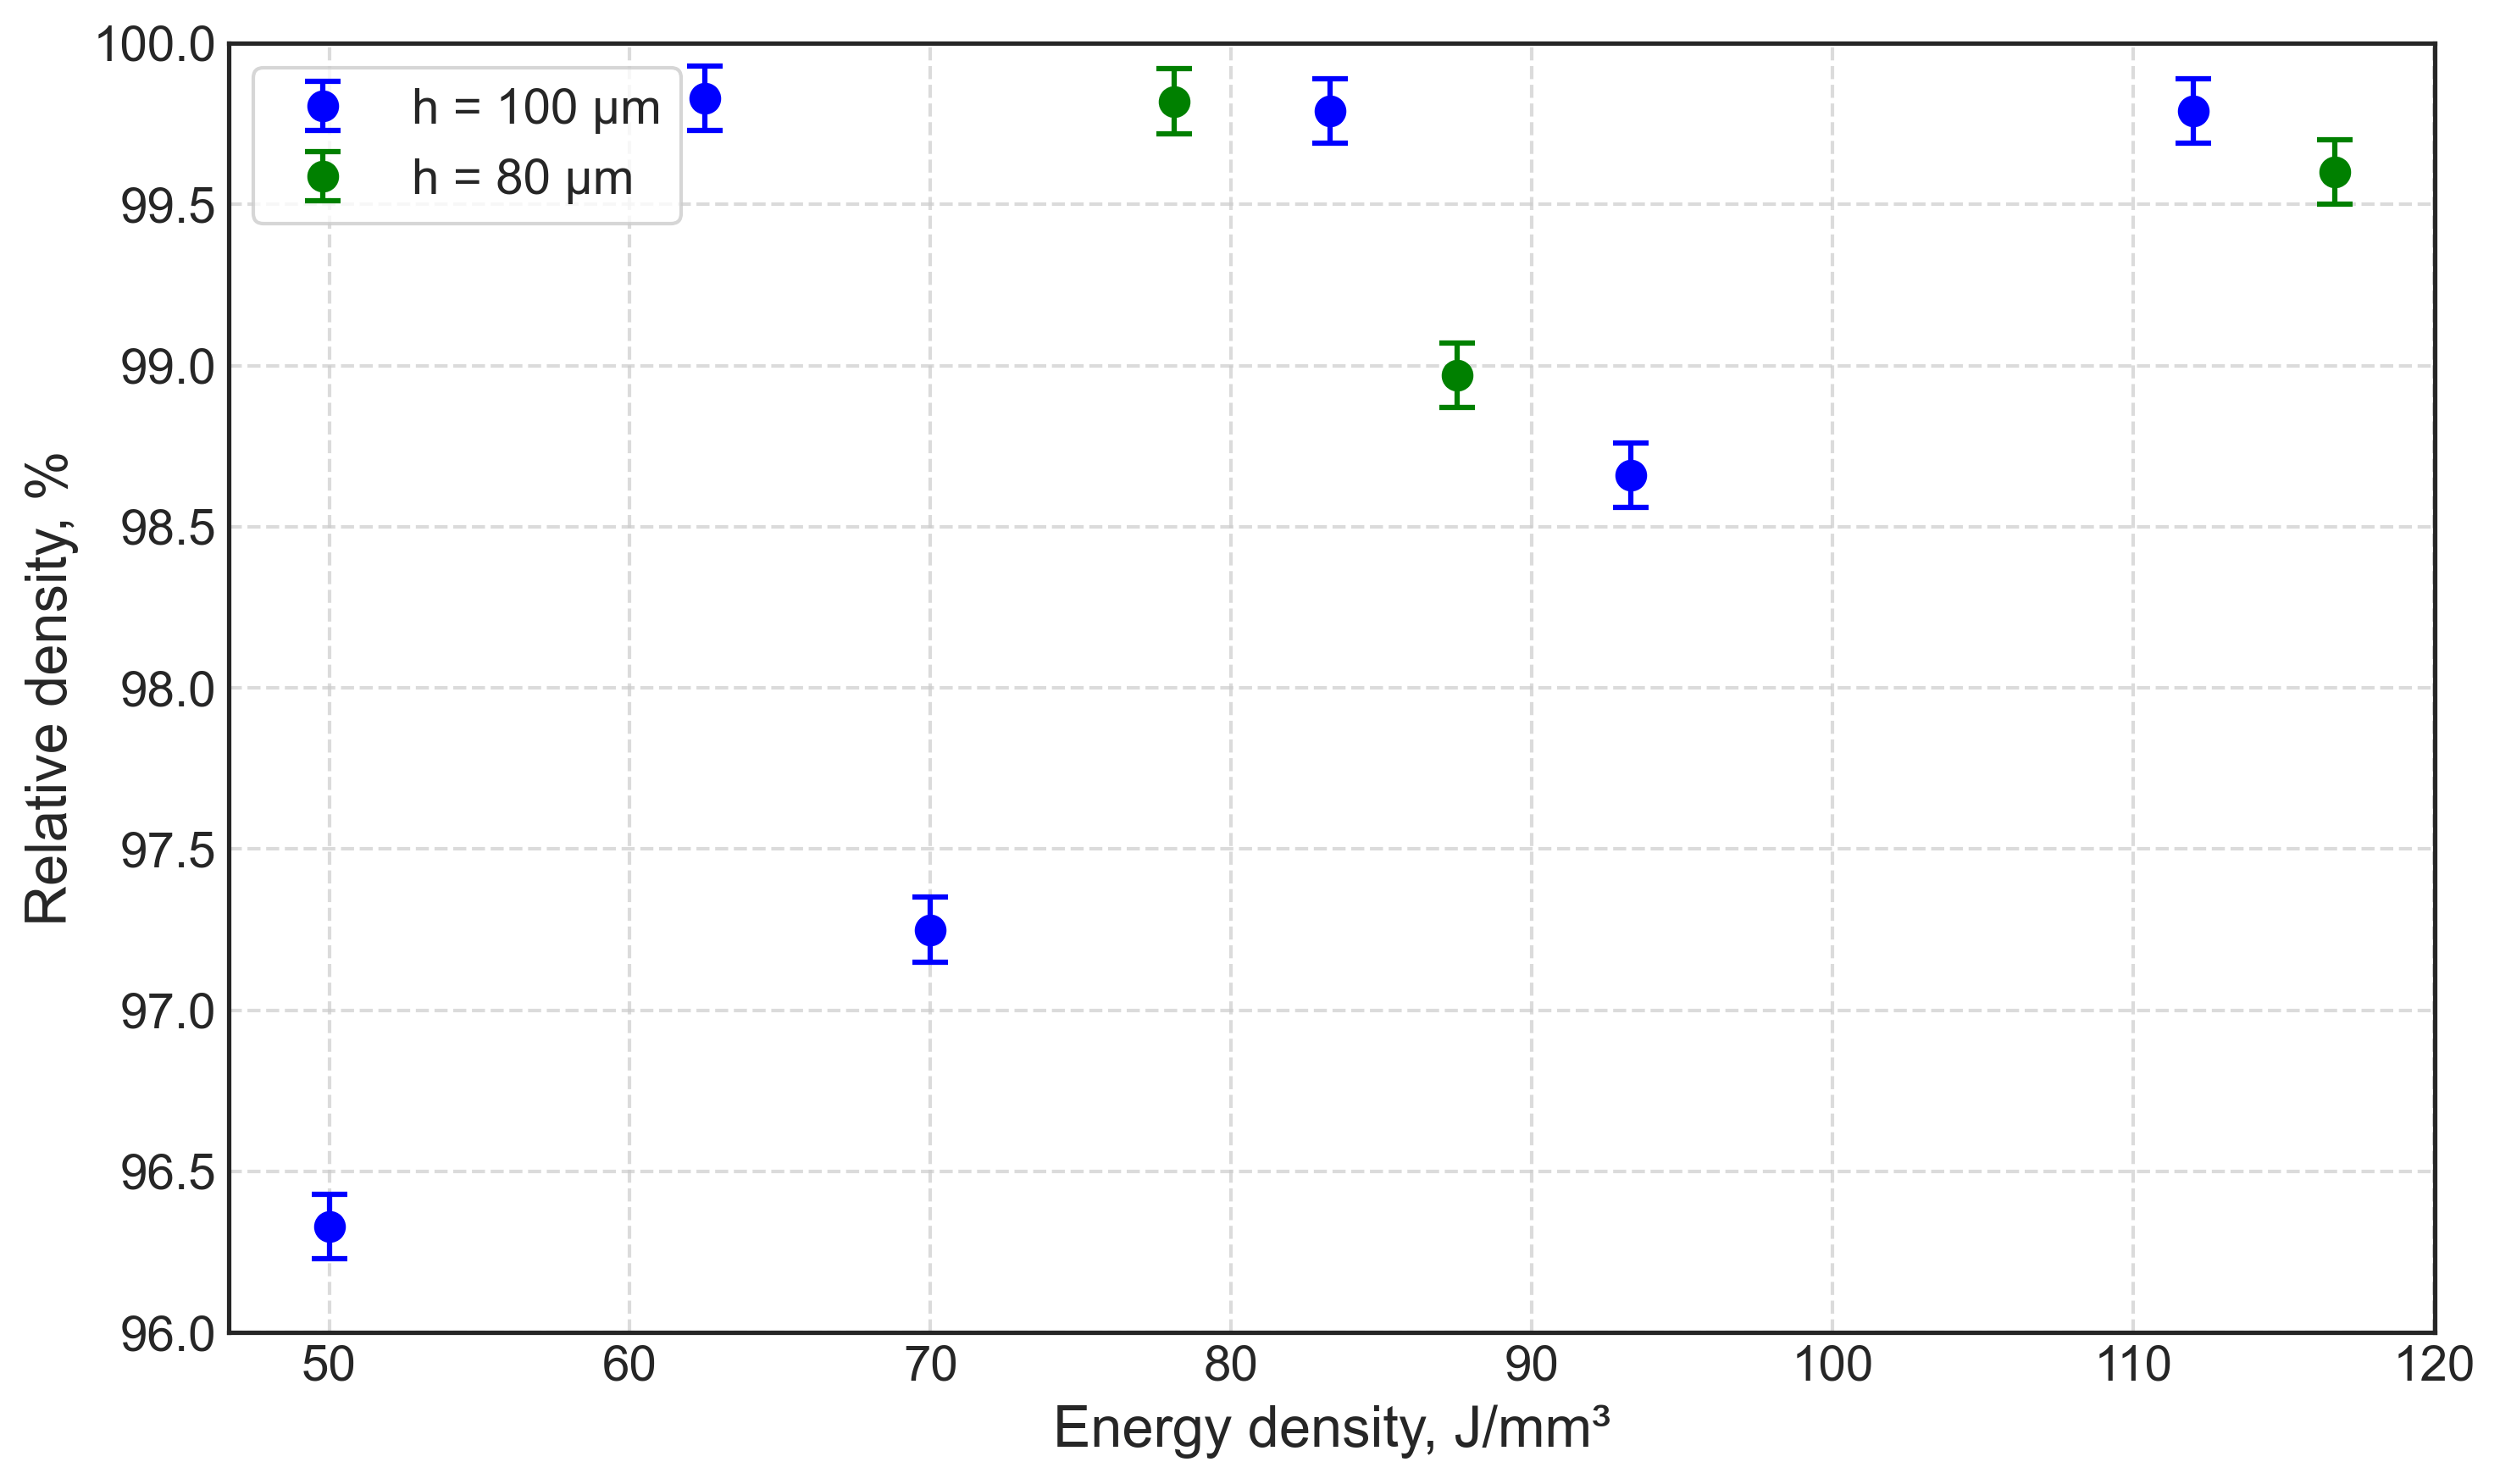 100.0
99.5
99.0
98.5
98.0
97.5
97.0
96.5
96.0
Relative density, %
h = 100 μm
h = 80 μm
50 60 70 80 90 100 110 120
Energy density, J/mm³